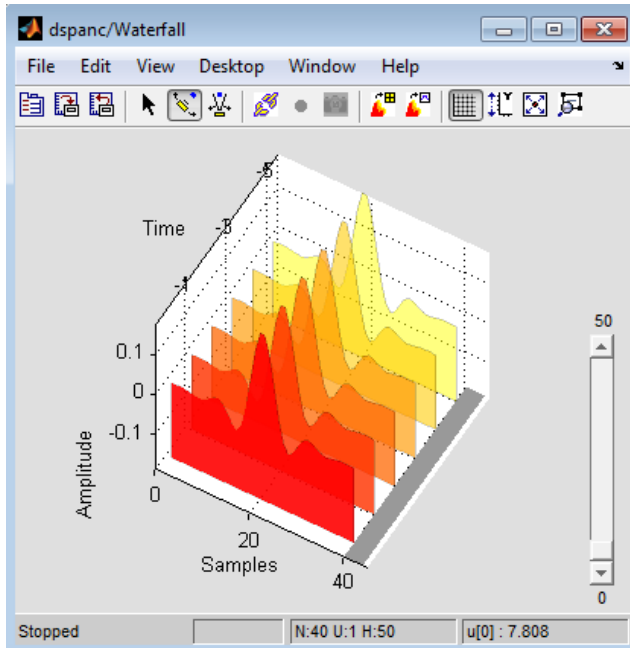 dspanc/Waterfall
File Edit View Desktop Window Help
-5
Time -3
-1
0.1
0
-0.1
Amplitude
0
20
Samples
40
50
0
Stopped N:40 U:1 H:50 u[0] : 7.808